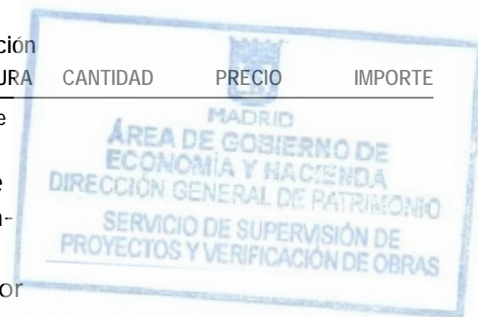 ción
URA CANTIDAD PRECIO IMPORTE
e
MADRID
ÁREA DE GOBIERNO DE
ECONOMÍA Y HACIENDA
e
DIRECCIÓN GENERAL DE PATRIMONIO
n-
SERVICIO DE SUPERVISIÓN DE
PROYECTOS Y VERIFICACIÓN DE OBRAS
or